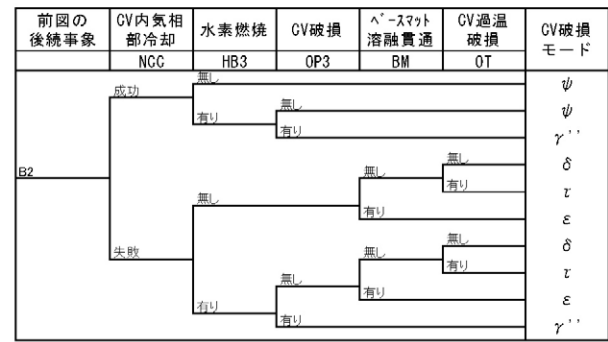 前図の
後続事象
CV内気相
部冷却
水素燃焼
CV破損
ベースマット
溶融貫通
CV過温
破損
CV破損
モード
NCC
HB3
OP3
BM
OT
成功
無し
ψ
有り
無し
ψ
有り
γ''
B2
無し
無し
無し
δ
有り
τ
有り
ε
失敗
有り
無し
無し
無し
δ
有り
τ
有り
ε
有り
γ''